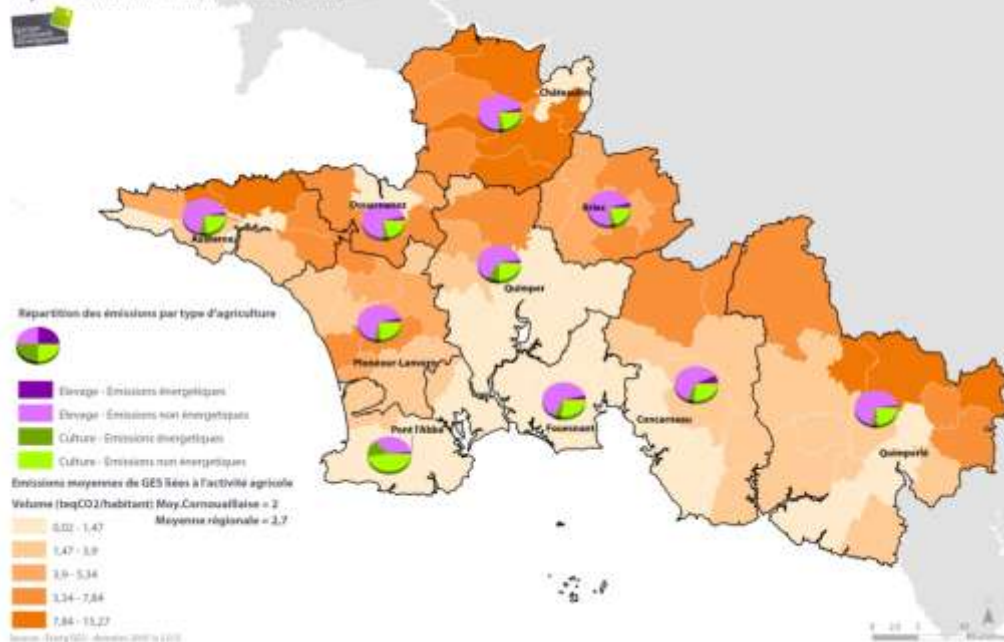 Châteaulin
Briec
Douarnenez
Audierne
Quimper
Répartition des émissions par type d'agriculture
Plonéour Lanvern
Elevage - Emissions énergétiques
Elevage - Emissions non énergetiques
Culture - Emissions énergetiques
Culture - Emissions non énergétiques
Pont l'Abbé
Fouesnant
Concarneau
Quimperlé
Emissions moyennes de GES liées à l'activité agricole
Volume (teqCO2/habitant) Moy.Cornouaillaise = 2
Moyenne régionale = 2,7
0,02 - 1,47
1,47 - 3,9
3,9 - 5,34
5,34 - 7,84
7,84 - 15,27